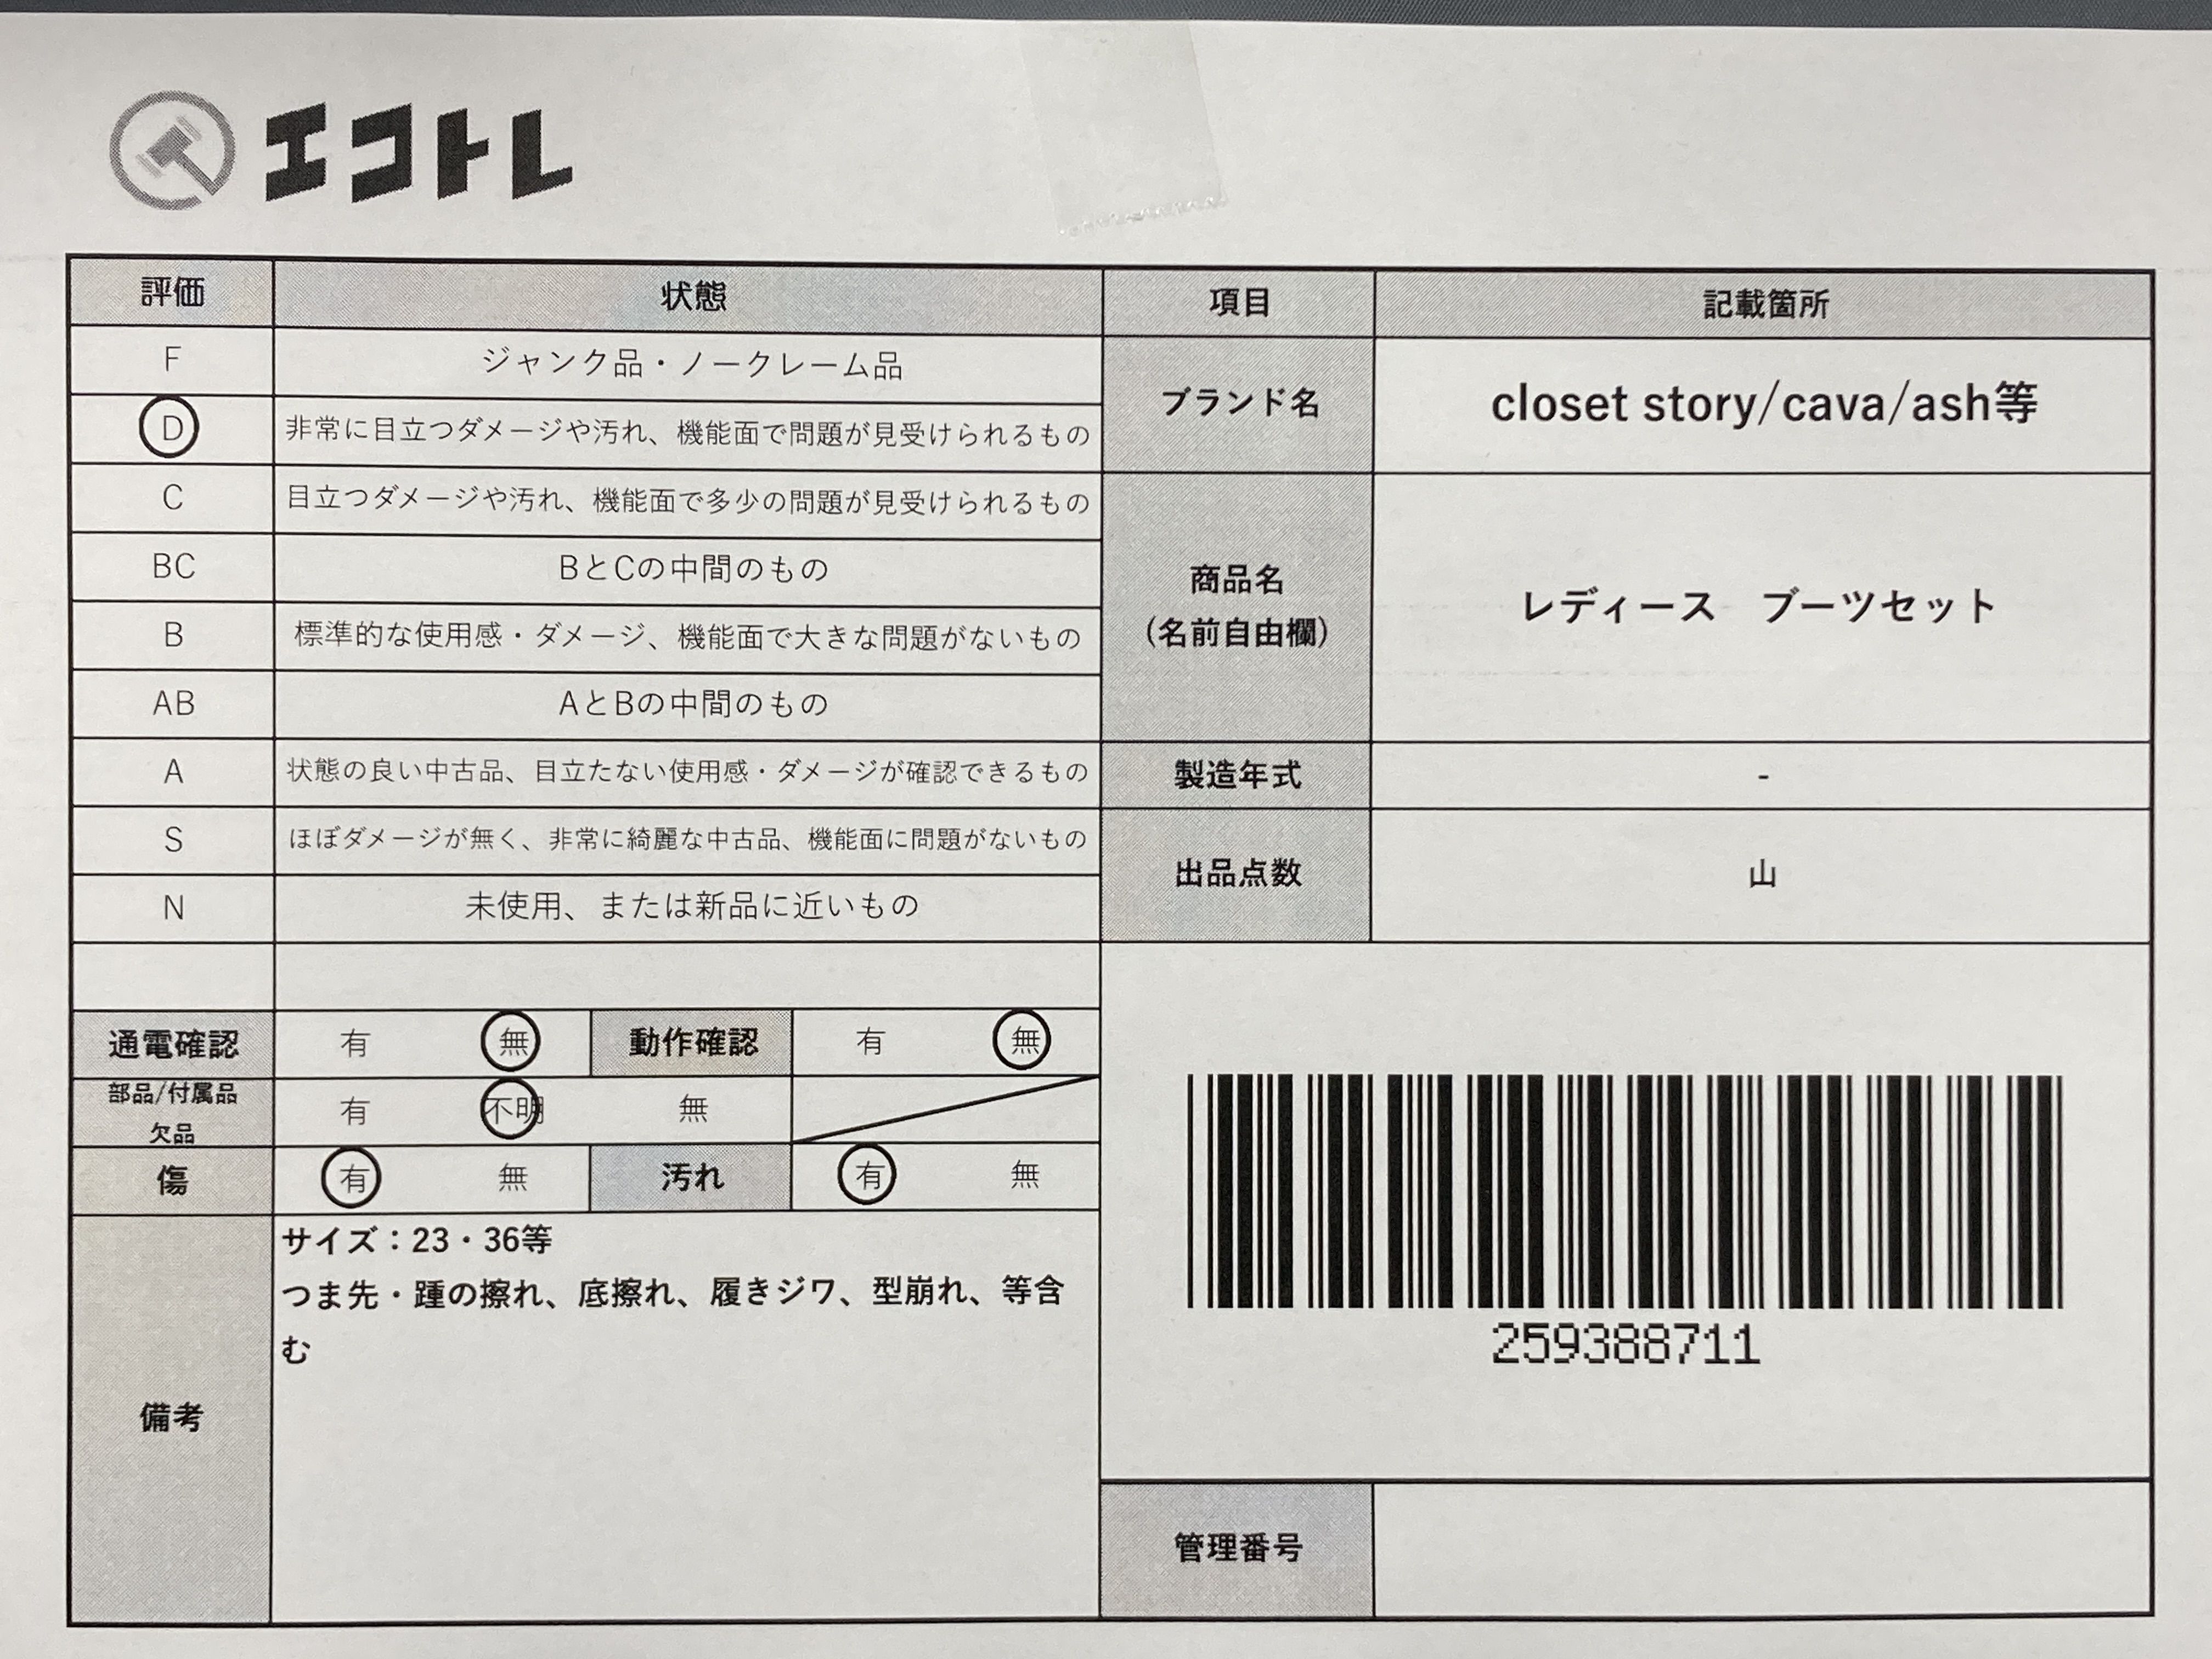 エコトレ
評価 状態 項目 記載箇所
F ジャンク品・ノークレーム品
D 非常に目立つダメージや汚れ、機能面で問題が見受けられるもの
ブランド名 closet story/cava/ash等
C 目立つダメージや汚れ、機能面で多少の問題が見受けられるもの
BC BとCの中間のもの
商品名
(名前自由欄)
レディース　ブーツセット
B 標準的な使用感・ダメージ、機能面で大きな問題がないもの
AB AとBの中間のもの
A 状態の良い中古品、目立たない使用感・ダメージが確認できるもの
製造年式 -
S ほぼダメージが無く、非常に綺麗な中古品、機能面に問題がないもの
出品点数 山
N 未使用、または新品に近いもの
通電確認 有 無 動作確認 有 無
部品/付属品
欠品
有 不明 無
傷 有 無 汚れ 有 無
備考
サイズ：23・36等
つま先・踵の擦れ、底擦れ、履きジワ、型崩れ、等含
む
259388711
管理番号